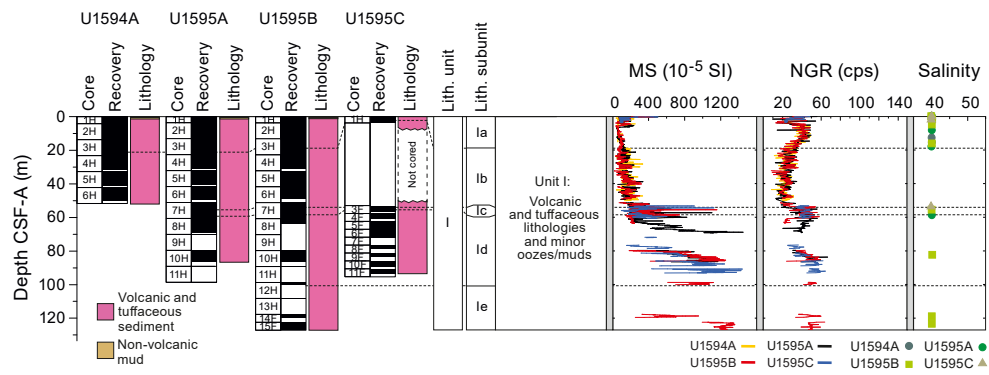 U1594A
U1595A
U1595B
U1595C
Core
Recovery
Lithology
Core
Recovery
Lithology
Core
Recovery
Lithology
Core
Recovery
Lithology
Lith. unit
Lith. subunit
MS (10-5 SI)
NGR (cps)
Salinity
0 400 800 1200
20 60 100 140
40 50
Depth CSF-A (m)
0
20
40
60
80
100
120
1H
2H
3H
4H
5H
6H
1H
2H
3H
4H
5H
6H
7H
8H
9H
10H
11H
1H
2H
3H
4H
5H
6H
7H
8H
9H
10H
11H
12H
13H
14F
15F
1H
3F
4F
5F
6F
7F
8F
9F
10F
11F
Not cored
I
Ia
Ib
Ic
Id
Ie
Unit I:
Volcanic
and tuffaceous
lithologies
and minor
oozes/muds
Volcanic and
tuffaceous
sediment
Non-volcanic
mud
U1594A U1595A U1594A U1595A
U1595B U1595C U1595B U1595C